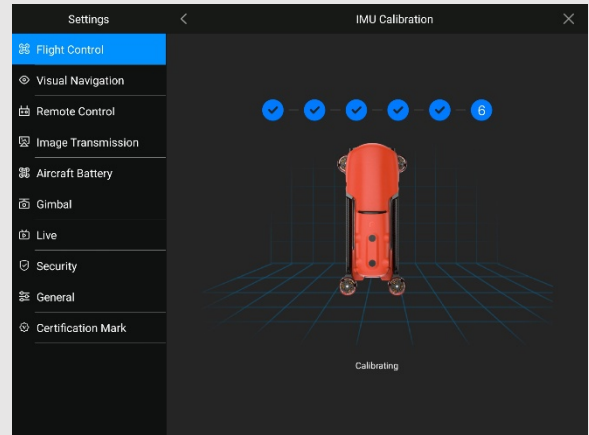 Settings
IMU Calibration
Flight Control
Visual Navigation
Remote Control
Image Transmission
Aircraft Battery
Gimbal
Live
Security
General
Certification Mark
6
Calibrating